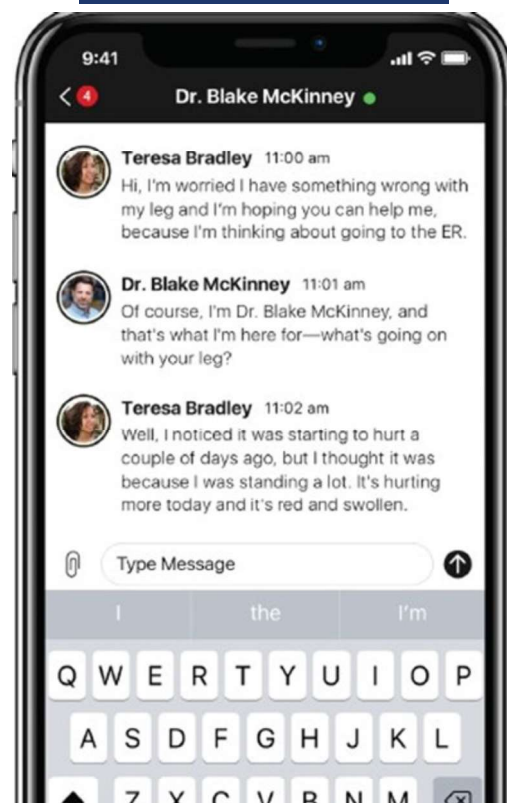 9:41
4
Dr. Blake McKinney
Teresa Bradley 11:00 am
Hi, I'm worried I have something wrong with
my leg and I'm hoping you can help me,
because I'm thinking about going to the ER.
Dr. Blake McKinney 11:01 am
Of course, I'm Dr. Blake McKinney, and
that's what I'm here for—what's going on
with your leg?
Teresa Bradley 11:02 am
Well, I noticed it was starting to hurt a
couple of days ago, but I thought it was
because I was standing a lot. It's hurting
more today and it's red and swollen.
Type Message
I the I'm
Q W E R T Y U I O P
A S D F G H J K L
Z X C V B N M